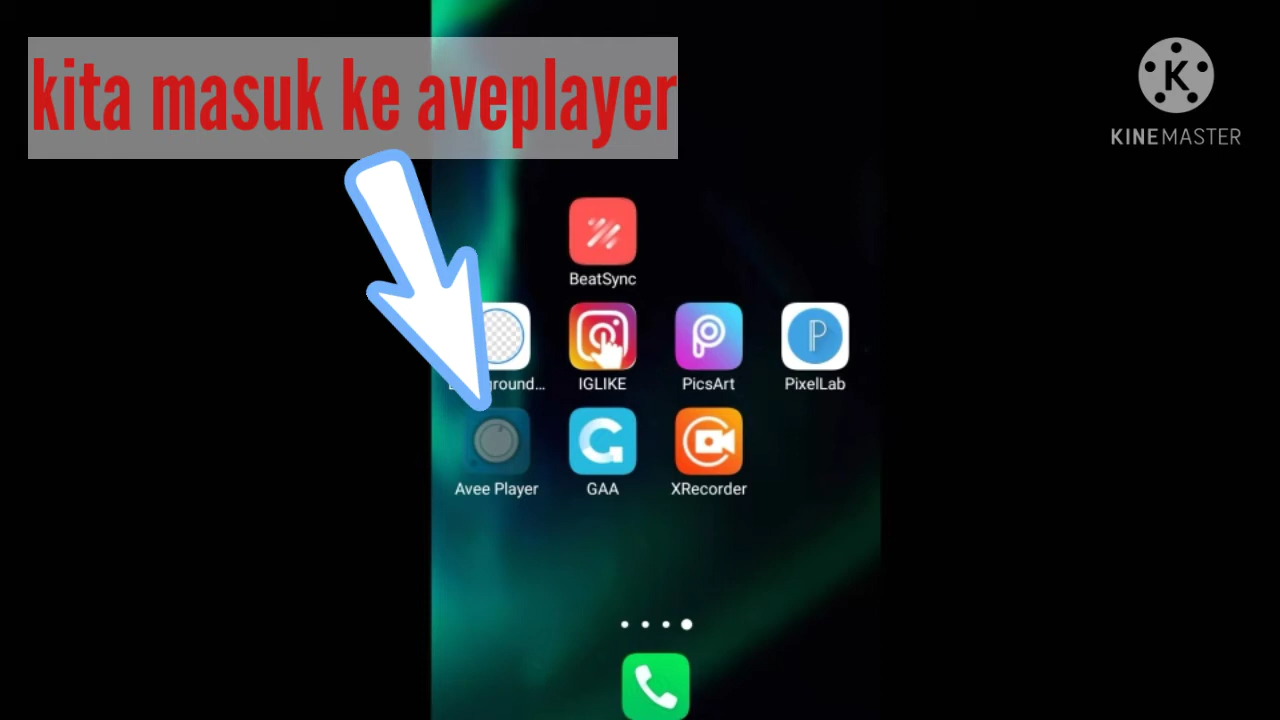 kita masuk ke aveplayer
KINEMASTER
BeatSync
IGLIKE
PicsArt
PixelLab
Avee Player
GAA
XRecorder